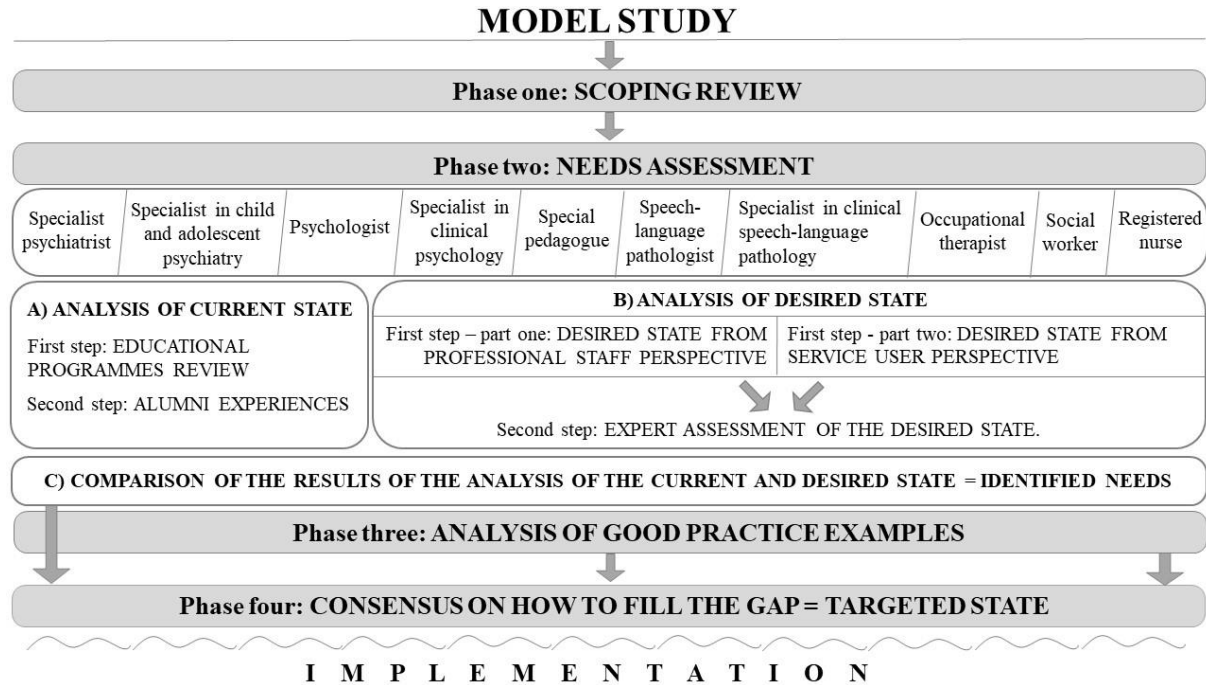 MODEL STUDY
Phase one: SCOPING REVIEW
Phase two: NEEDS ASSESSMENT
Specialist
psychiatrist
Specialist in child
and adolescent
psychiatry
Psychologist
Specialist in
clinical
psychology
Special
pedagogue
Speech-
language
pathologist
Specialist in clinical
speech-language
pathology
Occupational
therapist
Social
worker
Registered
nurse
A) ANALYSIS OF CURRENT STATE
First step: EDUCATIONAL
PROGRAMMES REVIEW
Second step: ALUMNI EXPERIENCES
B) ANALYSIS OF DESIRED STATE
First step – part one: DESIRED STATE FROM
PROFESSIONAL STAFF PERSPECTIVE
First step - part two: DESIRED STATE FROM
SERVICE USER PERSPECTIVE
Second step: EXPERT ASSESSMENT OF THE DESIRED STATE.
C) COMPARISON OF THE RESULTS OF THE ANALYSIS OF THE CURRENT AND DESIRED STATE = IDENTIFIED NEEDS
Phase three: ANALYSIS OF GOOD PRACTICE EXAMPLES
Phase four: CONSENSUS ON HOW TO FILL THE GAP = TARGETED STATE
I M P L E M E N T A T I O N